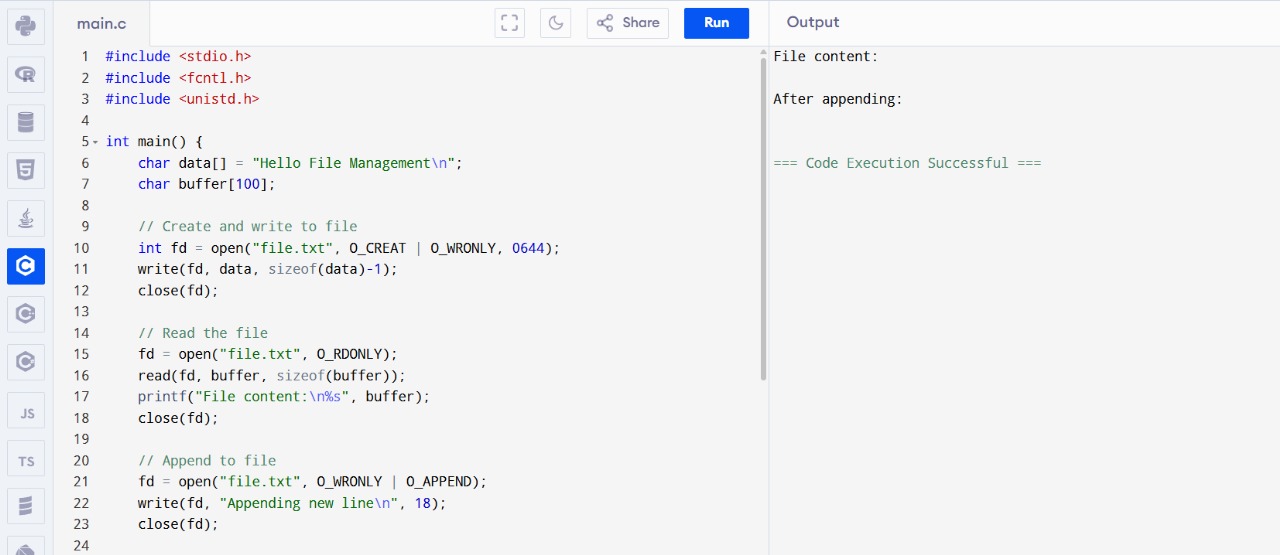 main.c
Share
Run
Output
1 #include <stdio.h>
2 #include <fcntl.h>
3 #include <unistd.h>
4
5 int main() {
6     char data[] = "Hello File Management\n";
7     char buffer[100];
8
9     // Create and write to file
10     int fd = open("file.txt", O_CREAT | O_WRONLY, 0644);
11     write(fd, data, sizeof(data)-1);
12     close(fd);
13
14     // Read the file
15     fd = open("file.txt", O_RDONLY);
16     read(fd, buffer, sizeof(buffer));
17     printf("File content:\n%s", buffer);
18     close(fd);
19
20     // Append to file
21     fd = open("file.txt", O_WRONLY | O_APPEND);
22     write(fd, "Appending new line\n", 18);
23     close(fd);
24
File content:
After appending:
=== Code Execution Successful ===
R
5
C
C
C
JS
TS